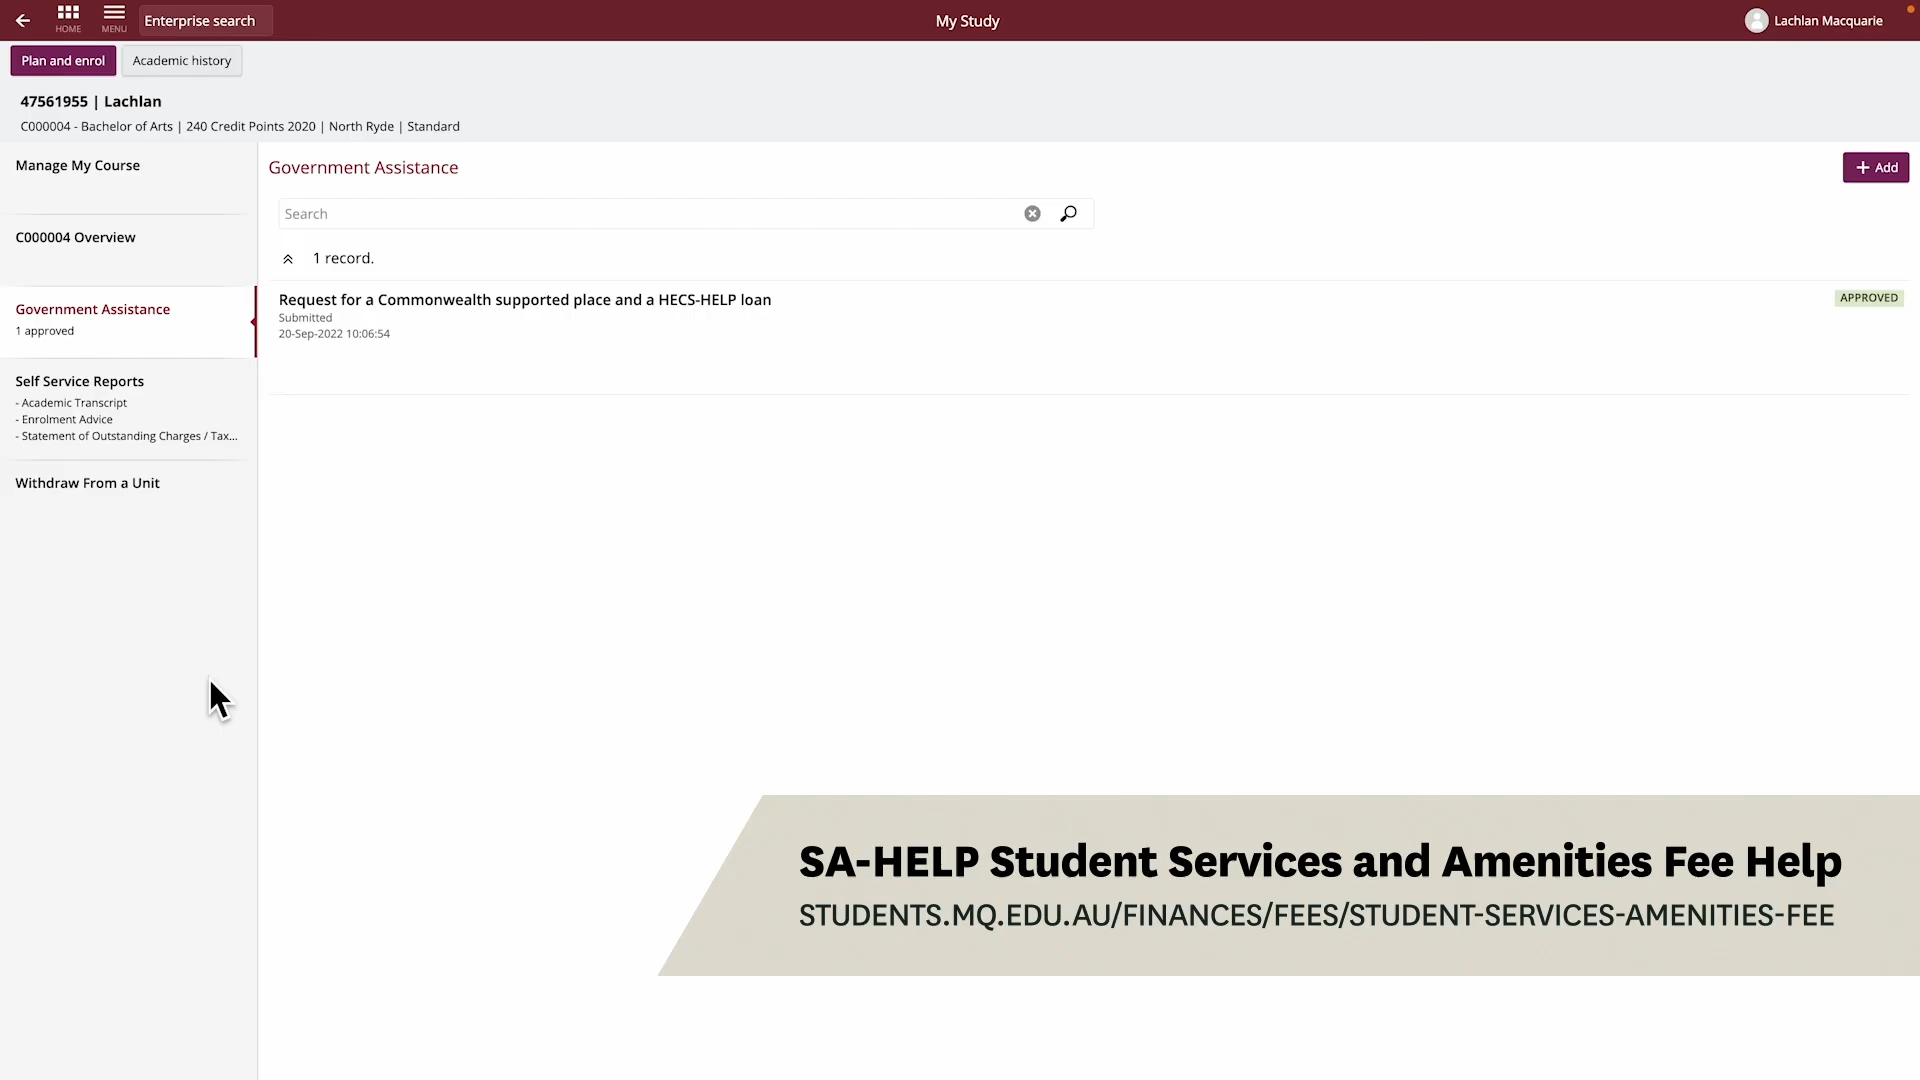 HOME
MENU
Enterprise search
My Study
Lachlan Macquarie
Plan and enrol
Academic history
47561955 | Lachlan
C000004 - Bachelor of Arts | 240 Credit Points 2020 | North Ryde | Standard
Manage My Course
C000004 Overview
Government Assistance
1 approved
Self Service Reports
- Academic Transcript
- Enrolment Advice
- Statement of Outstanding Charges / Tax...
Withdraw From a Unit
Government Assistance
+ Add
Search
1 record.
Request for a Commonwealth supported place and a HECS-HELP loan
APPROVED
Submitted
20-Sep-2022 10:06:54
SA-HELP Student Services and Amenities Fee Help
STUDENTS.MQ.EDU.AU/FINANCES/FEES/STUDENT-SERVICES-AMENITIES-FEE